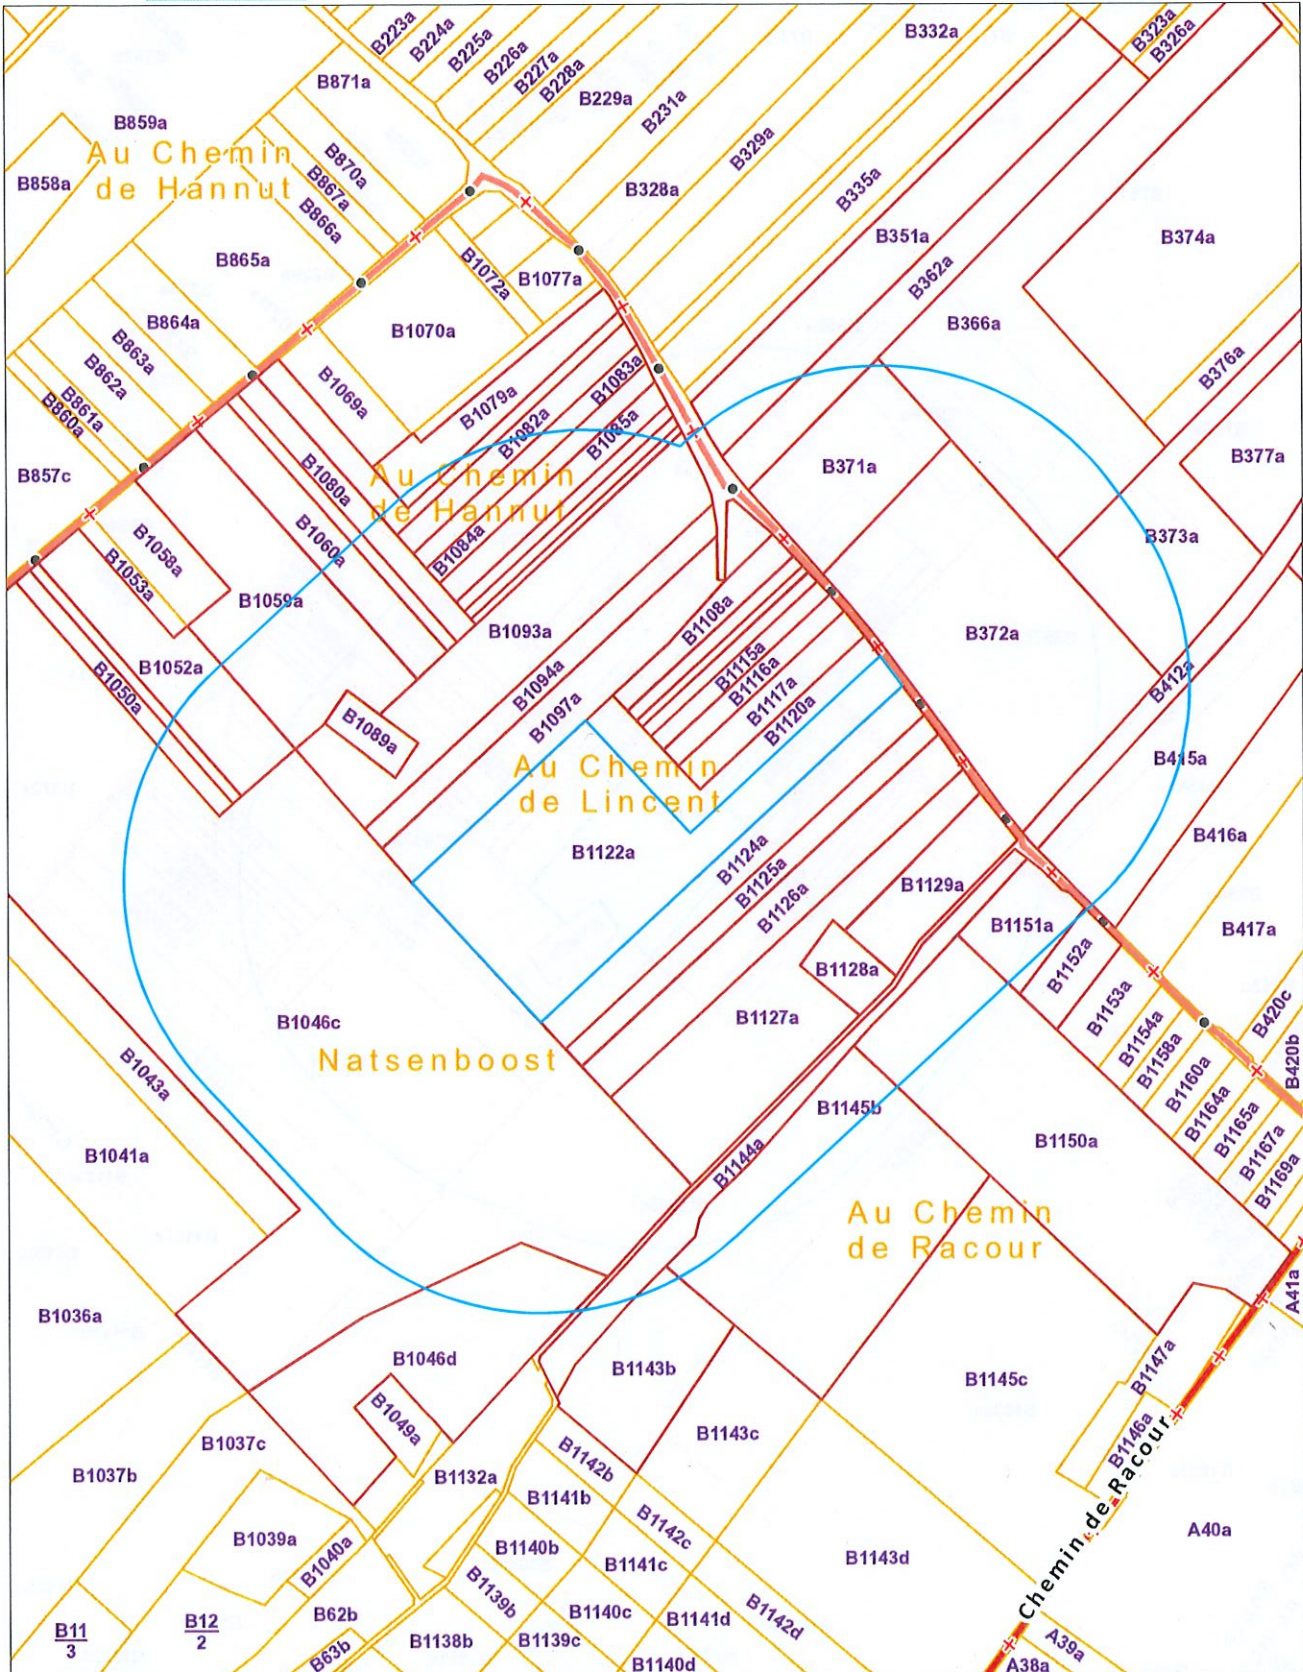 B223a
B224a
B225a
B226a
B227a
B228a
B229a
B231a
B332a
B323a
B326a
B329a
B328a
B335a
B871a
B859a
Au Chemin
de Hannut
B858a
B870a
B867a
B866a
B865a
B864a
B863a
B862a
B861a
B860a
B857c
B1072a
B1077a
B1070a
B1069a
B351a
B362a
B374a
B366a
B376a
B377a
B373a
B371a
B372a
B1079a
B1082a
B1083a
B1085a
Au Chemin
de Hannut
B1084a
B1080a
B1060a
B1058a
B1053a
B1059a
B1052a
B1050a
B1093a
B1089a
B1094a
B1097a
B1108a
B1115a
B1116a
B1117a
B1120a
B412a
B415a
B416a
B417a
B420c
B420b
Au Chemin
de Lincent
B1122a
B1124a
B1125a
B1126a
B1129a
B1128a
B1127a
B1151a
B1152a
B1153a
B1154a
B1158a
B1160a
B1164a
B1165a
B1167a
B1169a
B1046c
Natsenboost
B1043a
B1041a
B1145b
B1144a
B1150a
Au Chemin
de Racour
B1036a
B1046d
B1049a
B1143b
B1143c
B1145c
B1147a
B1146a
A41a
Chemin de Racour
A40a
B1037c
B1037b
B1039a
B1040a
B1132a
B1142b
B1141b
B1142c
B1140b
B1141c
B1143d
B1139b
B1140c
B1141d
B1142d
B1139c
B1138b
B1140d
B62b
B63b
B11
3
B12
2
A39a
A38a